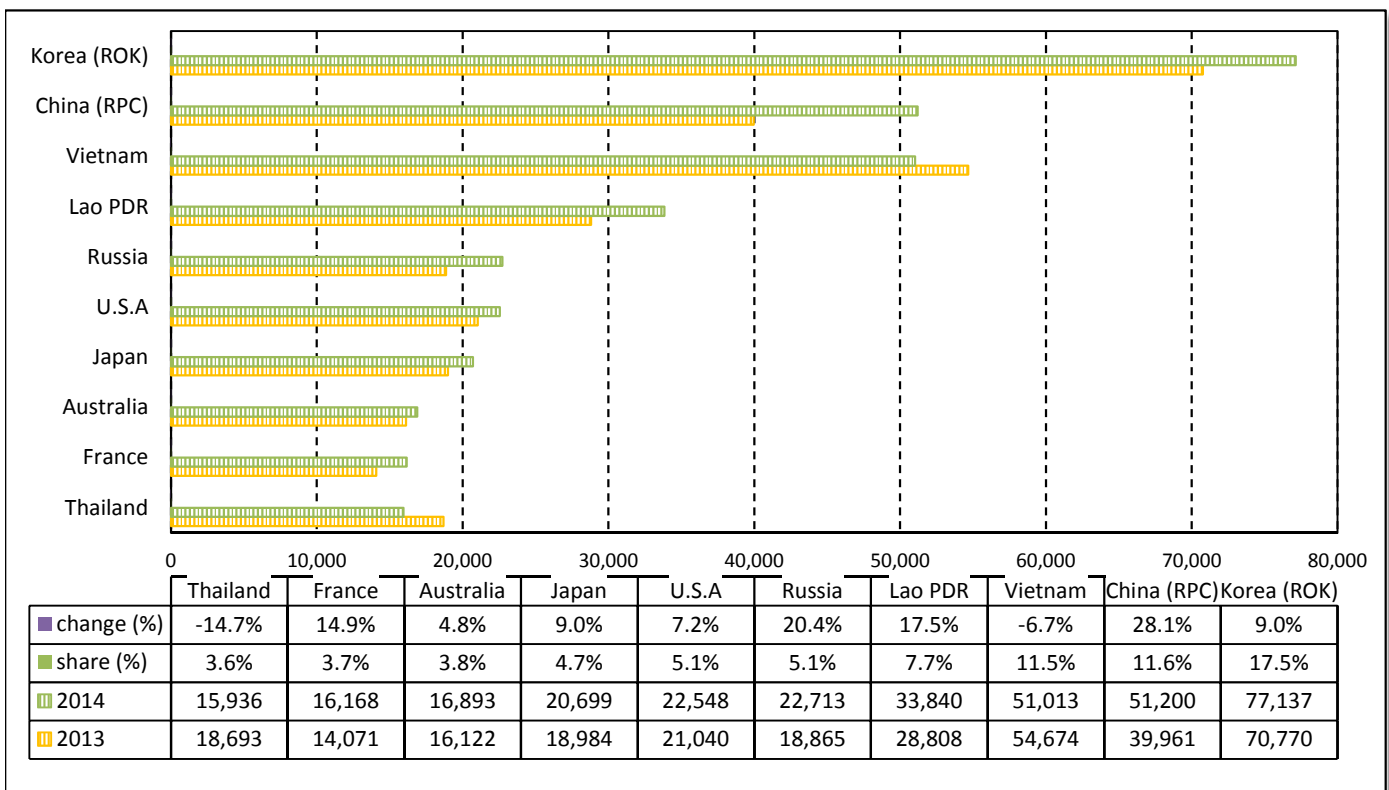 Korea (ROK)
China (RPC)
Vietnam
Lao PDR
Russia
U.S.A
Japan
Australia
France
Thailand
0 10,000 20,000 30,000 40,000 50,000 60,000 70,000 80,000
Thailand France Australia Japan U.S.A Russia Lao PDR Vietnam China (RPC) Korea (ROK)
change (%) -14.7% 14.9% 4.8% 9.0% 7.2% 20.4% 17.5% -6.7% 28.1% 9.0%
share (%) 3.6% 3.7% 3.8% 4.7% 5.1% 5.1% 7.7% 11.5% 11.6% 17.5%
2014 15,936 16,168 16,893 20,699 22,548 22,713 33,840 51,013 51,200 77,137
2013 18,693 14,071 16,122 18,984 21,040 18,865 28,808 54,674 39,961 70,770